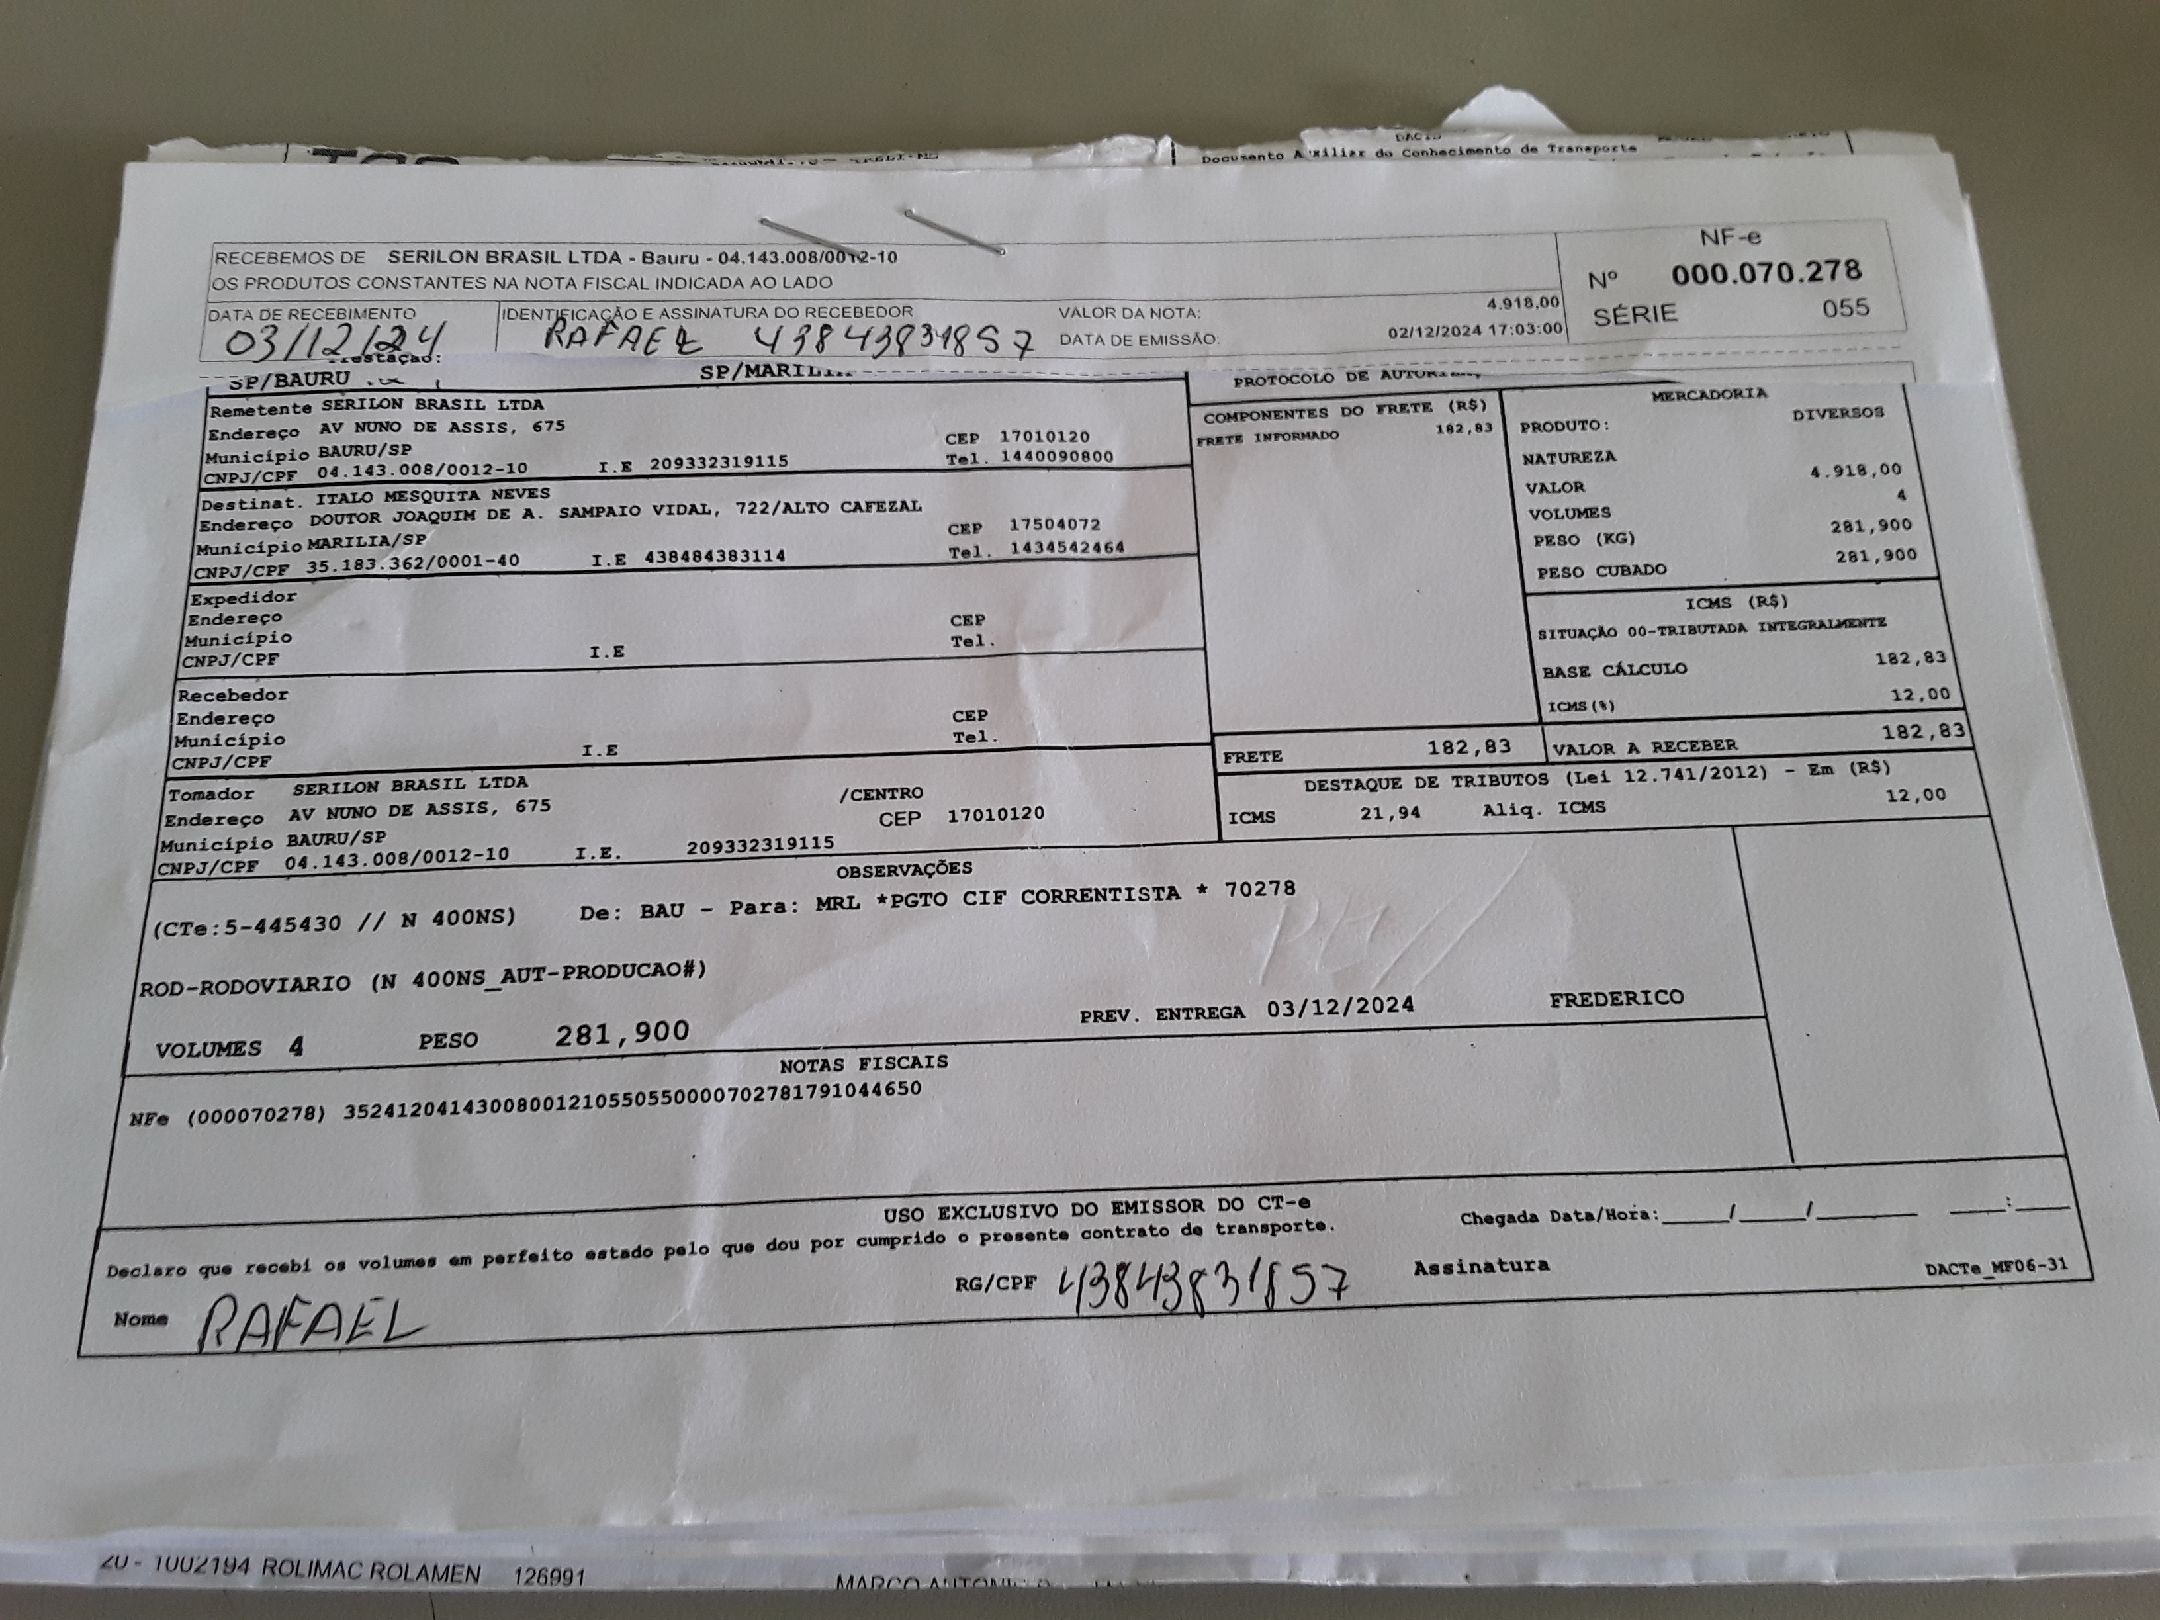 Documento Auxiliar do Conhecimento de Transporte
RECEBEMOS DE SERILON BRASIL LTDA - Bauru - 04.143.008/0012-10
OS PRODUTOS CONSTANTES NA NOTA FISCAL INDICADA AO LADO
NF-e
Nº 000.070.278
SÉRIE 055
DATA DE RECEBIMENTO
03/12/24
IDENTIFICAÇÃO E ASSINATURA DO RECEBEDOR
RAFAEL 43843831857
VALOR DA NOTA: 4.918,00
DATA DE EMISSÃO: 02/12/2024 17:03:00
SP/BAURU SP/MARILIA
PROTOCOLO DE
Remetente SERILON BRASIL LTDA
Endereço AV NUNO DE ASSIS, 675 CEP 17010120
Município BAURU/SP Tel. 1440090800
CNPJ/CPF 04.143.008/0012-10 I.E 209332319115
Destinat. ITALO MESQUITA NEVES
Endereço DOUTOR JOAQUIM DE A. SAMPAIO VIDAL, 722/ALTO CAFEZAL
CEP 17504072
Município MARILIA/SP Tel. 1434542464
CNPJ/CPF 35.183.362/0001-40 I.E 438484383114
Expedidor
Endereço CEP
Município Tel.
CNPJ/CPF I.E
Recebedor
Endereço CEP
Município Tel.
CNPJ/CPF I.E
Tomador SERILON BRASIL LTDA
Endereço AV NUNO DE ASSIS, 675 /CENTRO
Município BAURU/SP CEP 17010120
CNPJ/CPF 04.143.008/0012-10 I.E. 209332319115
COMPONENTES DO FRETE (R$)
FRETE INFORMADO 182,83
MERCADORIA
PRODUTO: DIVERSOS
NATUREZA
VALOR 4.918,00
VOLUMES 4
PESO (KG) 281,900
PESO CUBADO 281,900
ICMS (R$)
SITUAÇÃO 00-TRIBUTADA INTEGRALMENTE
BASE CÁLCULO 182,83
ICMS(%) 12,00
FRETE 182,83 VALOR A RECEBER 182,83
DESTAQUE DE TRIBUTOS (Lei 12.741/2012) - Em (R$)
ICMS 21,94 Aliq. ICMS 12,00
OBSERVAÇÕES
(CTe:5-445430 // N 400NS) De: BAU - Para: MRL *PGTO CIF CORRENTISTA * 70278
ROD-RODOVIARIO (N 400NS_AUT-PRODUCAO#)
VOLUMES 4 PESO 281,900 PREV. ENTREGA 03/12/2024 FREDERICO
NOTAS FISCAIS
NFe (000070278) 35241204143008001210550550000702781791044650
USO EXCLUSIVO DO EMISSOR DO CT-e
Declaro que recebi os volumes em perfeito estado pelo que dou por cumprido o presente contrato de transporte.
Chegada Data/Hora:_____/_____/________ ____:____
Nome RAFAEL RG/CPF 43843831857 Assinatura
DACTe_MF06-31
20 - 1002194 ROLIMAC ROLAMEN 126991